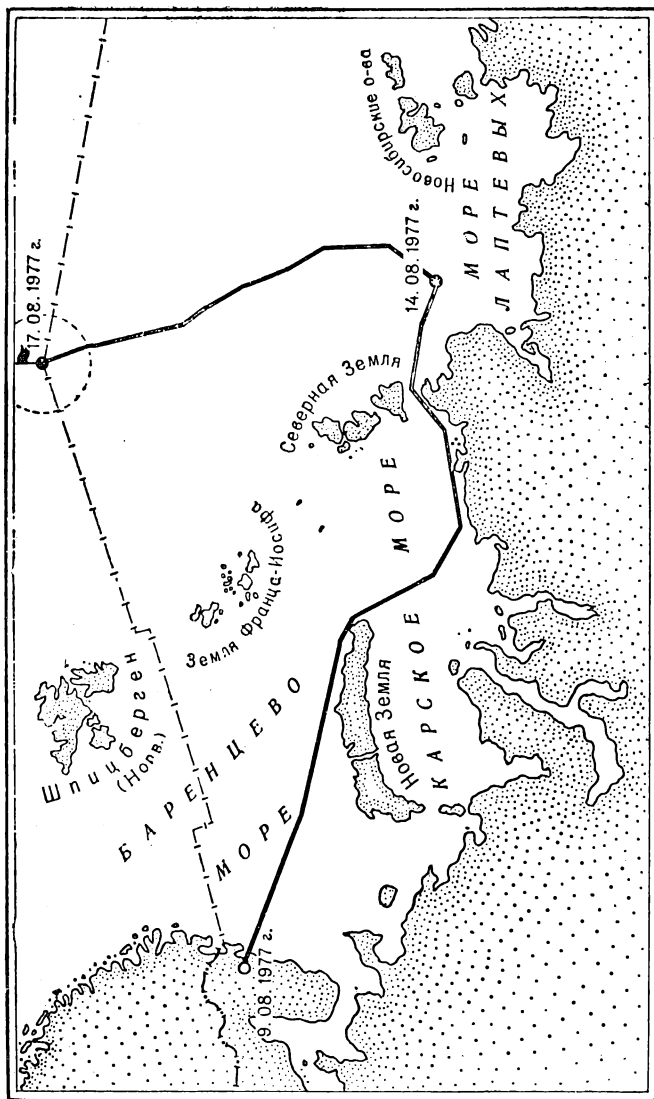 17.08.1977 г.
Новосибирские о-ва
МОРЕ
ЛАПТЕВЫХ
14.08.1977 г.
Северная Земля
Земля Франца-Иосифа
Шпицберген
(Норв.)
БАРЕНЦЕВО
МОРЕ
Новая Земля
КАРСКОЕ
МОРЕ
9.08.1977 г.